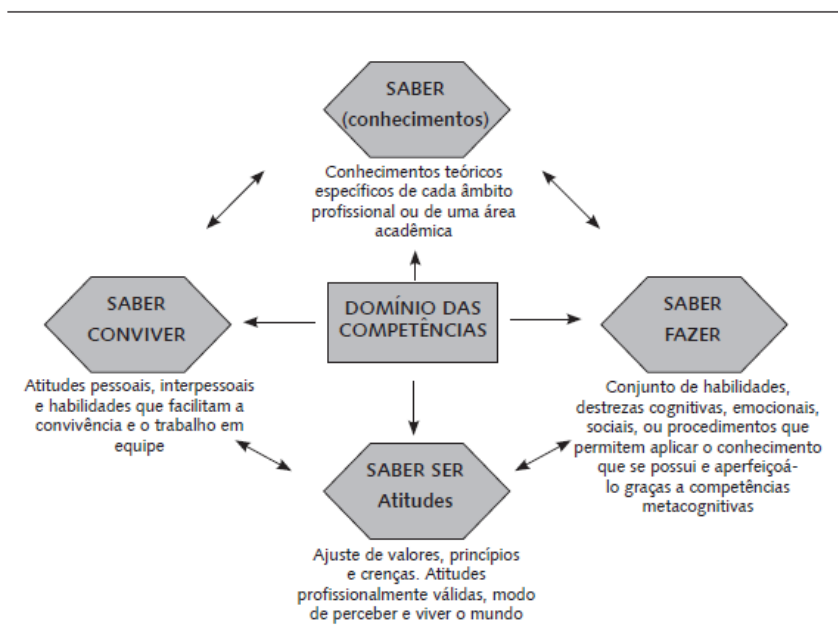 SABER
(conhecimentos)
Conhecimentos teóricos
específicos de cada âmbito
profissional ou de uma área
acadêmica
SABER
CONVIVER
Atitudes pessoais, interpessoais
e habilidades que facilitam a
convivência e o trabalho em
equipe
DOMÍNIO DAS
COMPETÊNCIAS
SABER
FAZER
Conjunto de habilidades,
destrezas cognitivas, emocionais,
sociais, ou procedimentos que
permitem aplicar o conhecimento
que se possui e aperfeiçoá-
lo graças a competências
metacognitivas
SABER SER
Atitudes
Ajuste de valores, princípios
e crenças. Atitudes
profissionalmente válidas, modo
de perceber e viver o mundo